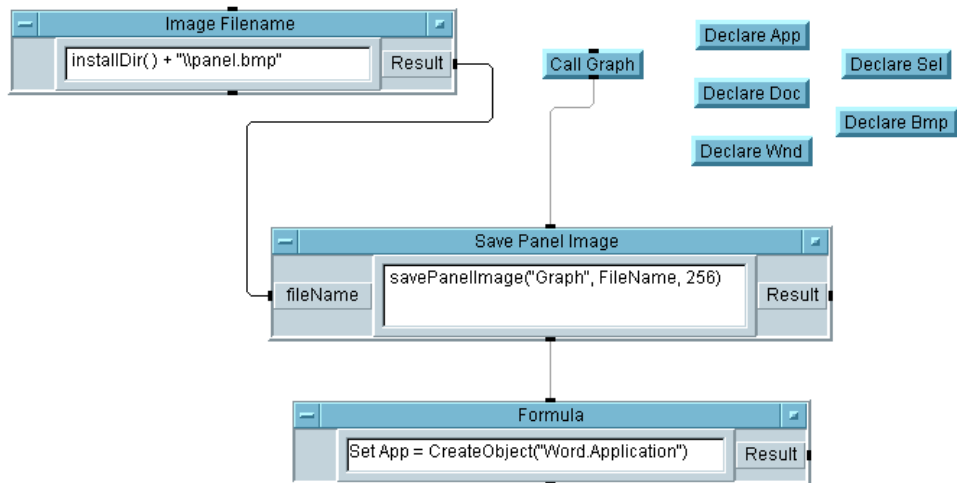 Image Filename
installDir() + "\\panel.bmp"
Result
Call Graph
Declare App
Declare Sel
Declare Doc
Declare Bmp
Declare Wnd
Save Panel Image
fileName
savePanelImage("Graph", FileName, 256)
Result
Formula
Set App = CreateObject("Word.Application")
Result